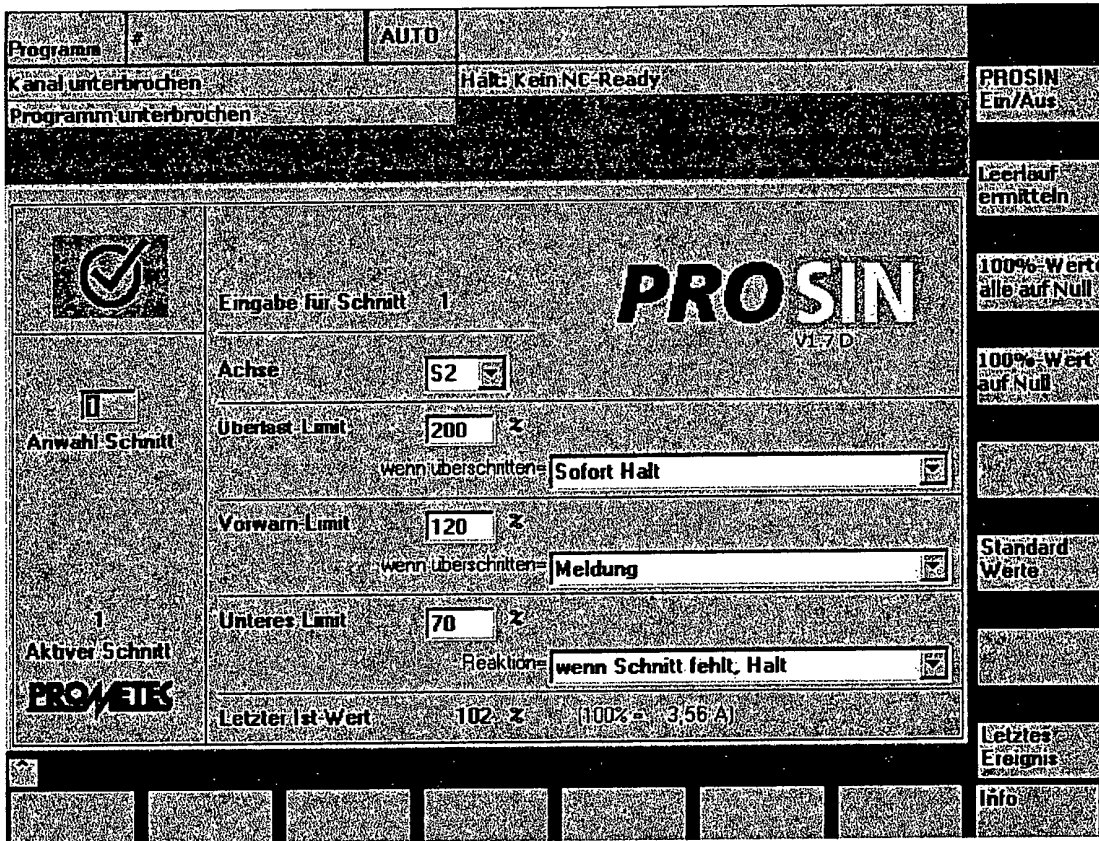 Programm # AUTO
Kanal unterbrochen Halt: Kein NC-Ready
Programm unterbrochen
PROSIN
Ein/Aus
Leerlauf
ermitteln
100%-Werte
alle auf Null
100%-Wert
auf Null
Standard
Werte
Letztes
Ereignis
Info
Eingabe für Schnitt 1
PROSIN
V1.7 D
Achse S2
1
Anwahl Schnitt
Überlast-Limit 200 %
wenn überschritten= Sofort Halt
Vorwarn-Limit 120 %
wenn überschritten= Meldung
Unteres Limit 70 %
Reaktion= wenn Schnitt fehlt, Halt
1
Aktiver Schnitt
PROMETEC
Letzter Ist-Wert 102 % (100% = 3,56 A)